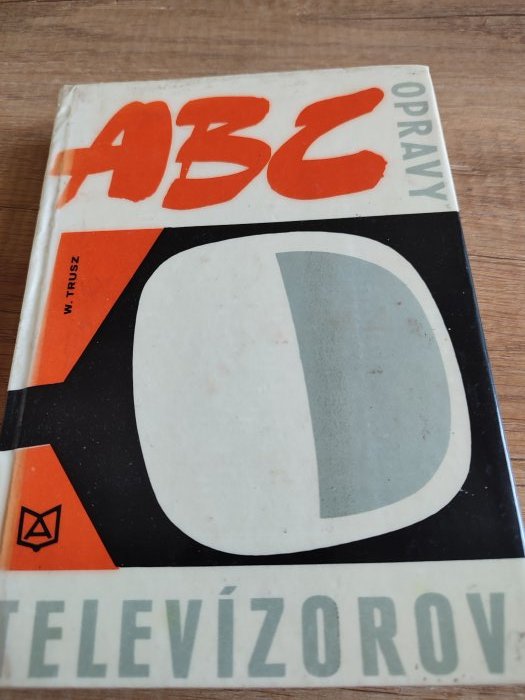 ABC
OPRAVY
W. TRUSZ
A
TELEVÍZOROV